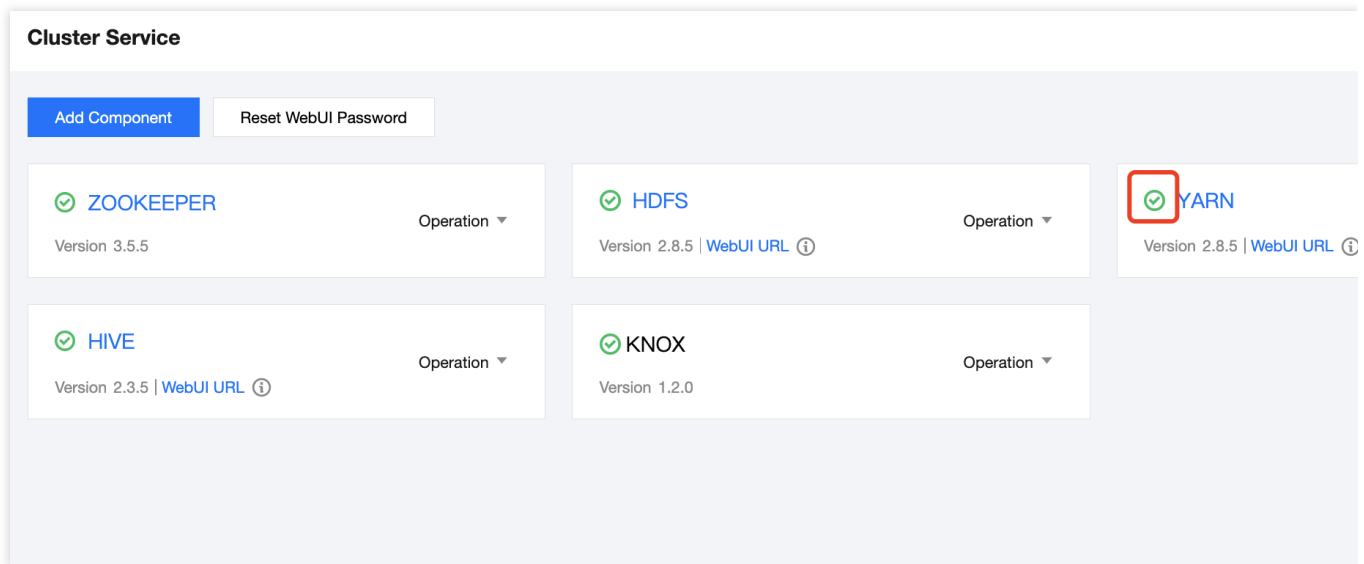 Cluster Service
Add Component
Reset WebUI Password
ZOOKEEPER
Operation
Version 3.5.5
HDFS
Operation
Version 2.8.5 | WebUI URL
YARN
Version 2.8.5 | WebUI URL
HIVE
Operation
Version 2.3.5 | WebUI URL
KNOX
Operation
Version 1.2.0